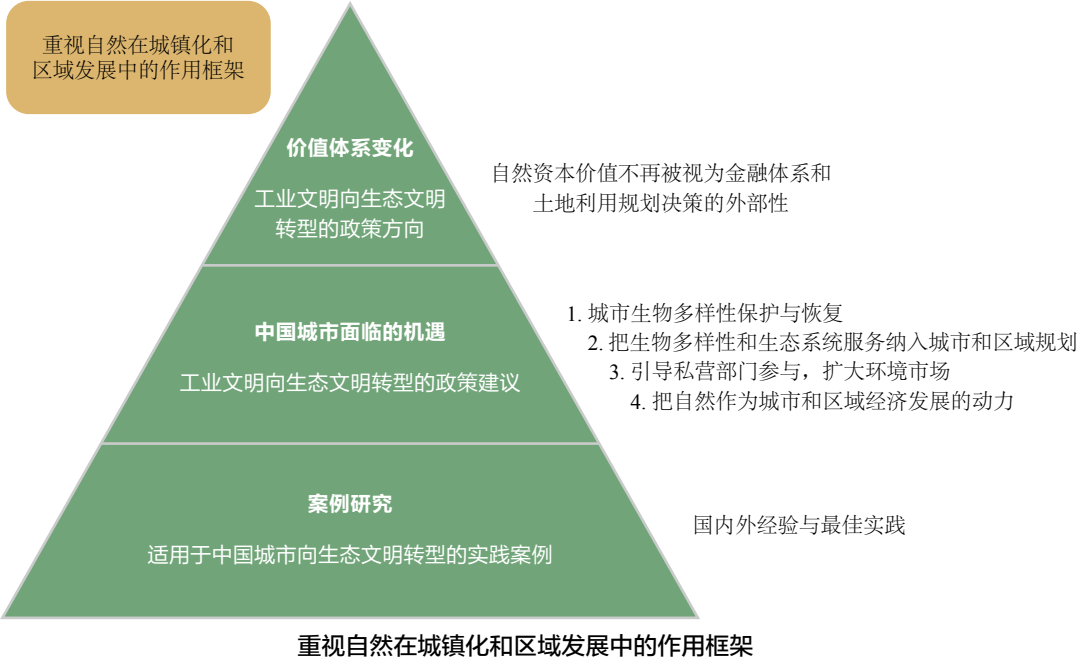 重视自然在城镇化和
区域发展中的作用框架
价值体系变化
工业文明向生态文明
转型的政策方向
自然资本价值不再被视为金融体系和
土地利用规划决策的外部性
中国城市面临的机遇
工业文明向生态文明转型的政策建议
1. 城市生物多样性保护与恢复
2. 把生物多样性和生态系统服务纳入城市和区域规划
3. 引导私营部门参与，扩大环境市场
4. 把自然作为城市和区域经济发展的动力
案例研究
适用于中国城市向生态文明转型的实践案例
国内外经验与最佳实践
重视自然在城镇化和区域发展中的作用框架